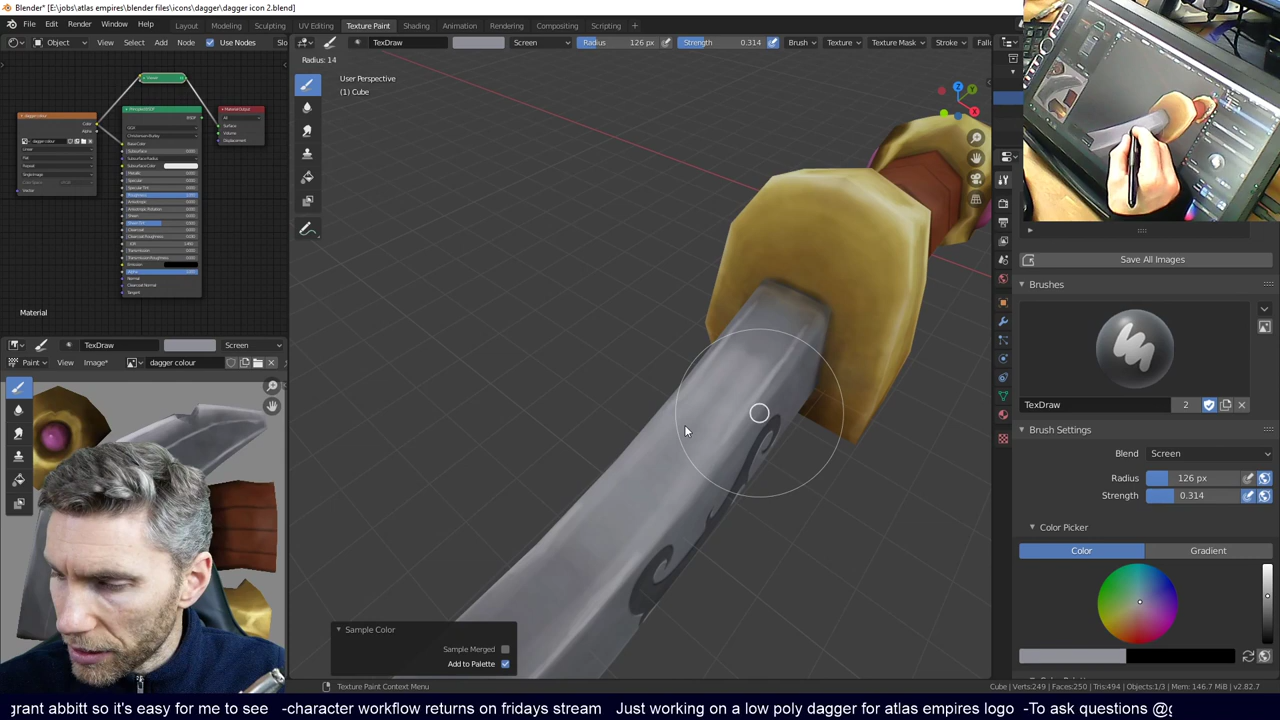 Blender* [E:\jobs\atlas empires\blender files\icons\dagger\dagger icon 2.blend]
File Edit Render Window Help
Layout Modeling Sculpting UV Editing Texture Paint Shading Animation Rendering Compositing Scripting
Object View Select Add Node Use Nodes Slo
TexDraw Screen Radius 126 px Strength 0.314 Brush Texture Texture Mask Stroke Fallo
Radius: 14
User Perspective
(1) Cube
Material
TexDraw Screen
Paint View Image* dagger colour
Sample Color
Sample Merged
Add to Palette
Save All Images
Brushes
TexDraw 2
Brush Settings
Blend Screen
Radius 126 px
Strength 0.314
Color Picker
Color Gradient
Texture Paint Context Menu
Cube | Verts:249 | Faces:250 | Tris:494 | Objects:1/3 | Mem: 146.7 MiB | v2.82.7
grant abbitt so it's easy for me to see -character workflow returns on fridays stream Just working on a low poly dagger for atlas empires logo -To ask questions @g